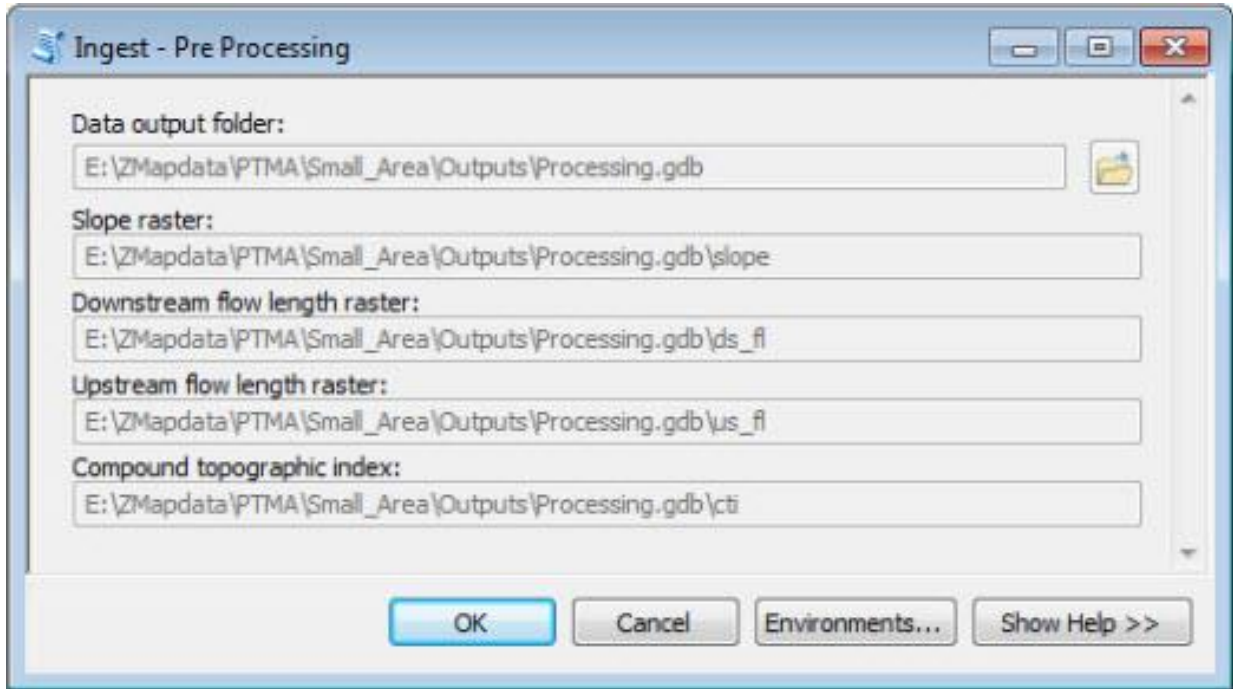 Ingest - Pre Processing
Data output folder:
E:\ZMapdata\PTMA\Small_Area\Outputs\Processing.gdb
Slope raster:
E:\ZMapdata\PTMA\Small_Area\Outputs\Processing.gdb\slope
Downstream flow length raster:
E:\ZMapdata\PTMA\Small_Area\Outputs\Processing.gdb\ds_fl
Upstream flow length raster:
E:\ZMapdata\PTMA\Small_Area\Outputs\Processing.gdb\us_fl
Compound topographic index:
E:\ZMapdata\PTMA\Small_Area\Outputs\Processing.gdb\cti
OK Cancel Environments... Show Help >>